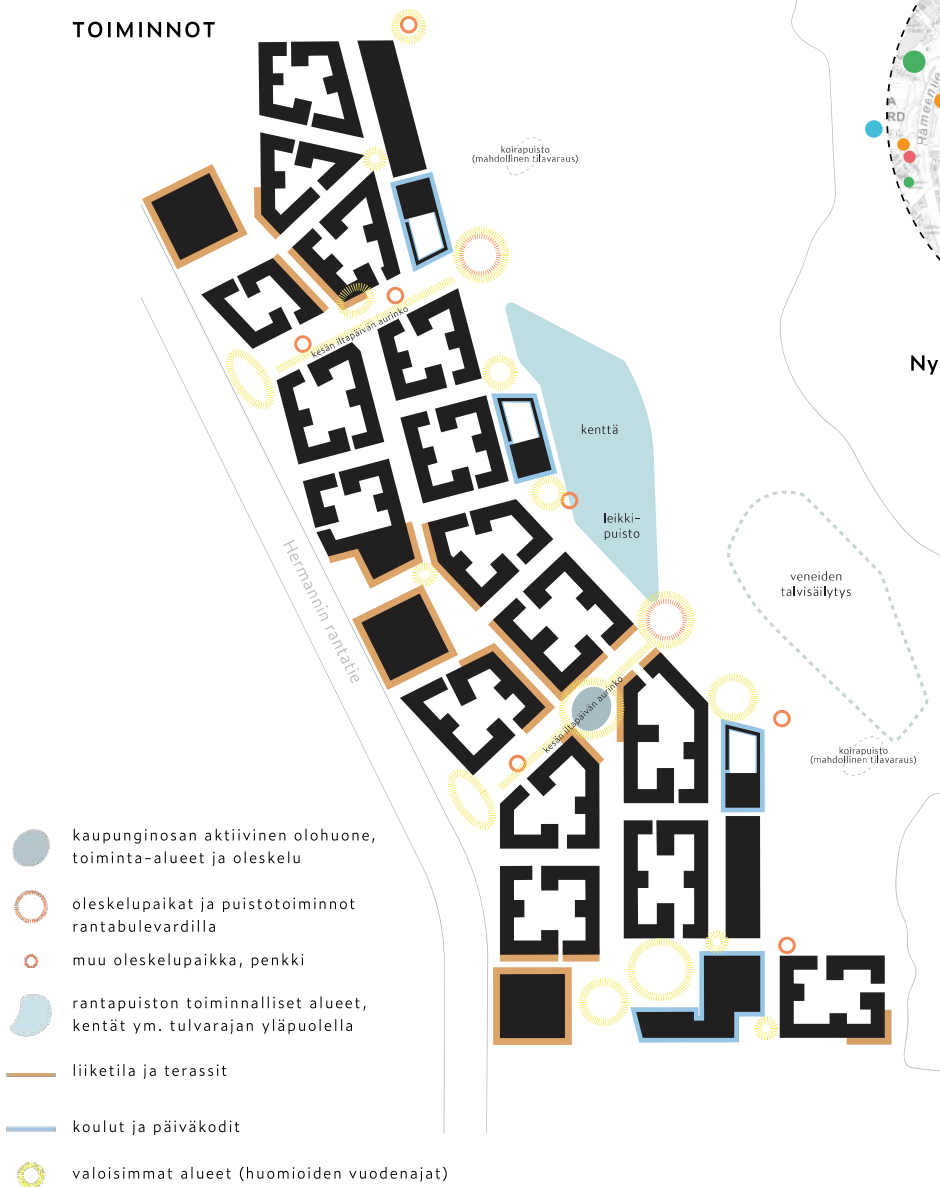 TOIMINNOT
koirapuisto
(mahdollinen tilavaraus)
Hämeentie
RD
Ny
kesän iltapäivän aurinko
kenttä
leikki-
puisto
Hermannin rantatie
veneiden
talvisäilytys
kesän iltapäivän aurinko
koirapuisto
(mahdollinen tilavaraus)
kaupunginosan aktiivinen olohuone,
toiminta-alueet ja oleskelu
oleskelupaikat ja puistotoiminnot
rantabulevardilla
muu oleskelupaikka, penkki
rantapuiston toiminnalliset alueet,
kentät ym. tulvarajan yläpuolella
liiketila ja terassit
koulut ja päiväkodit
valoisimmat alueet (huomioiden vuodenajat)